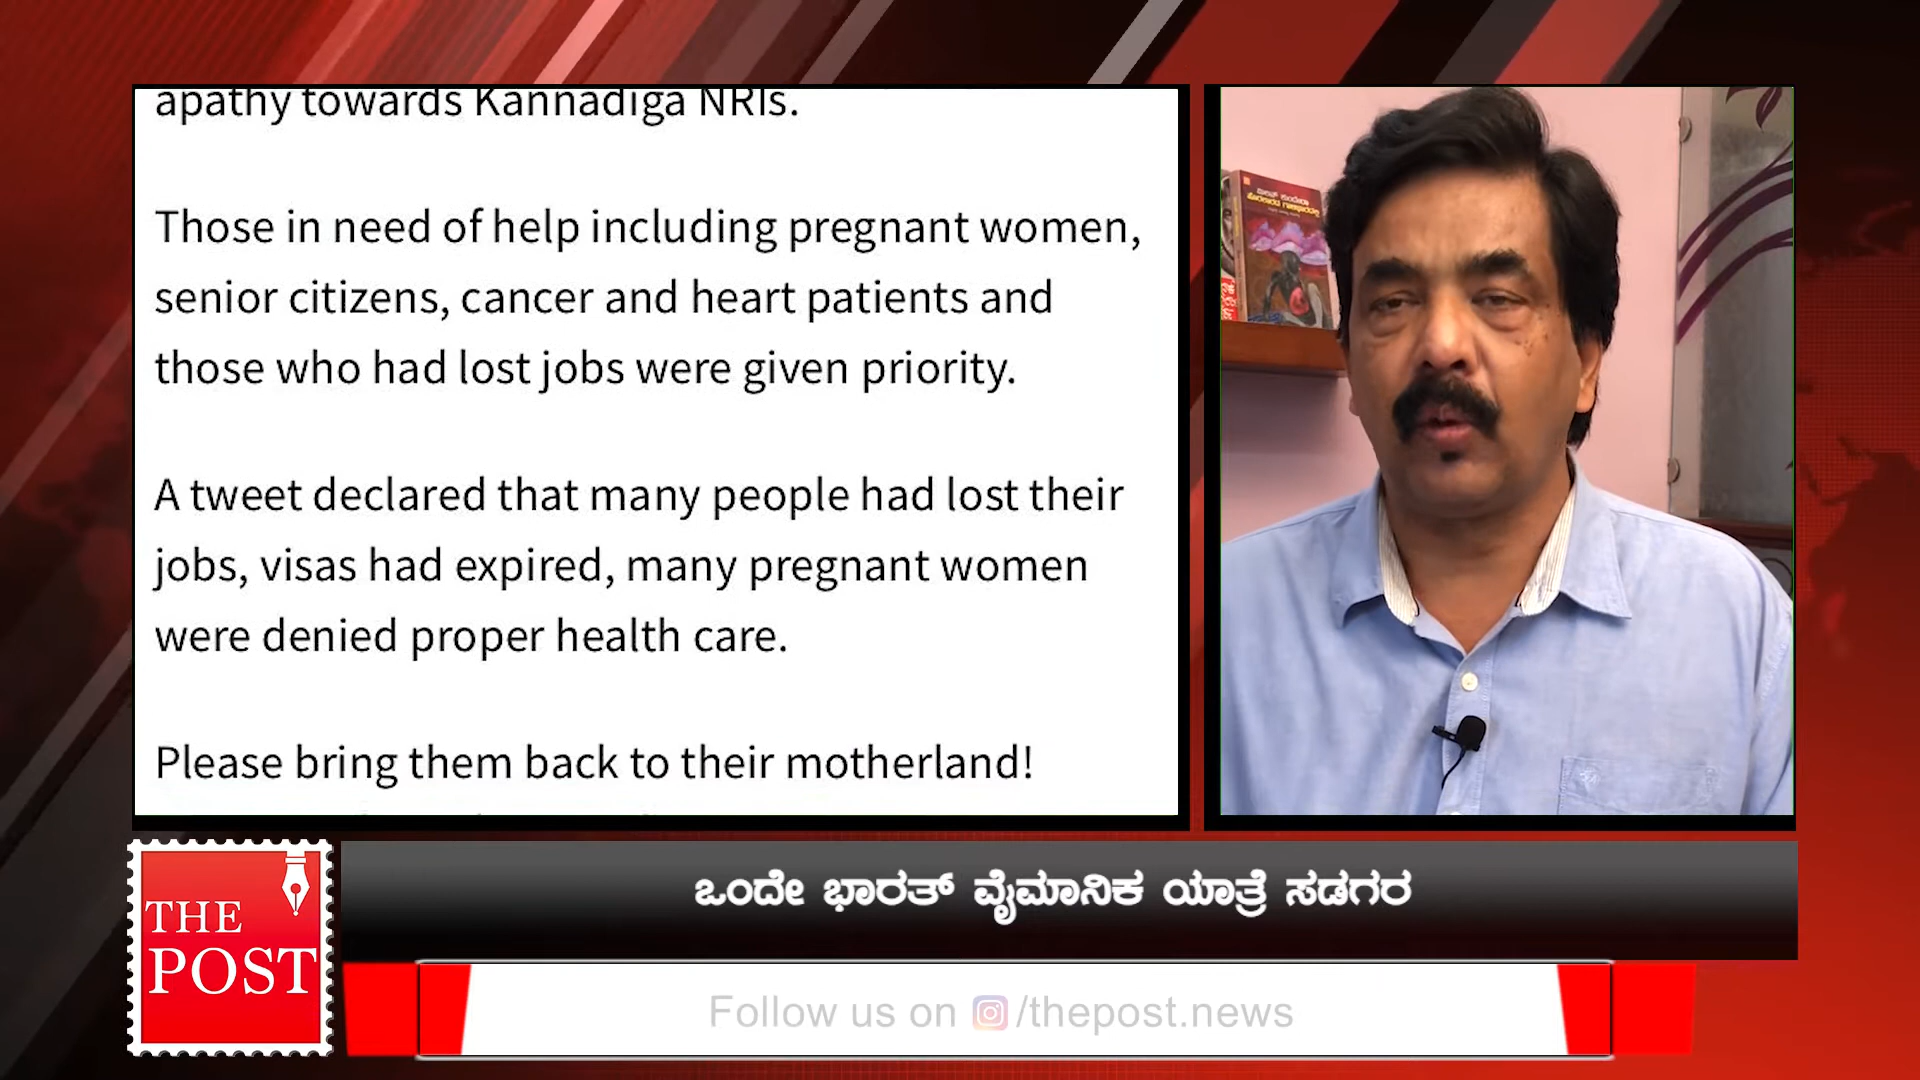 apathy towards Kannadiga NRIs.
Those in need of help including pregnant women,
senior citizens, cancer and heart patients and
those who had lost jobs were given priority.
A tweet declared that many people had lost their
jobs, visas had expired, many pregnant women
were denied proper health care.
Please bring them back to their motherland!
THE
POST
ಒಂದೇ ಭಾರತ್ ವೈಮಾನಿಕ ಯಾತ್ರೆ ಸಡಗರ
Follow us on /thepost.news